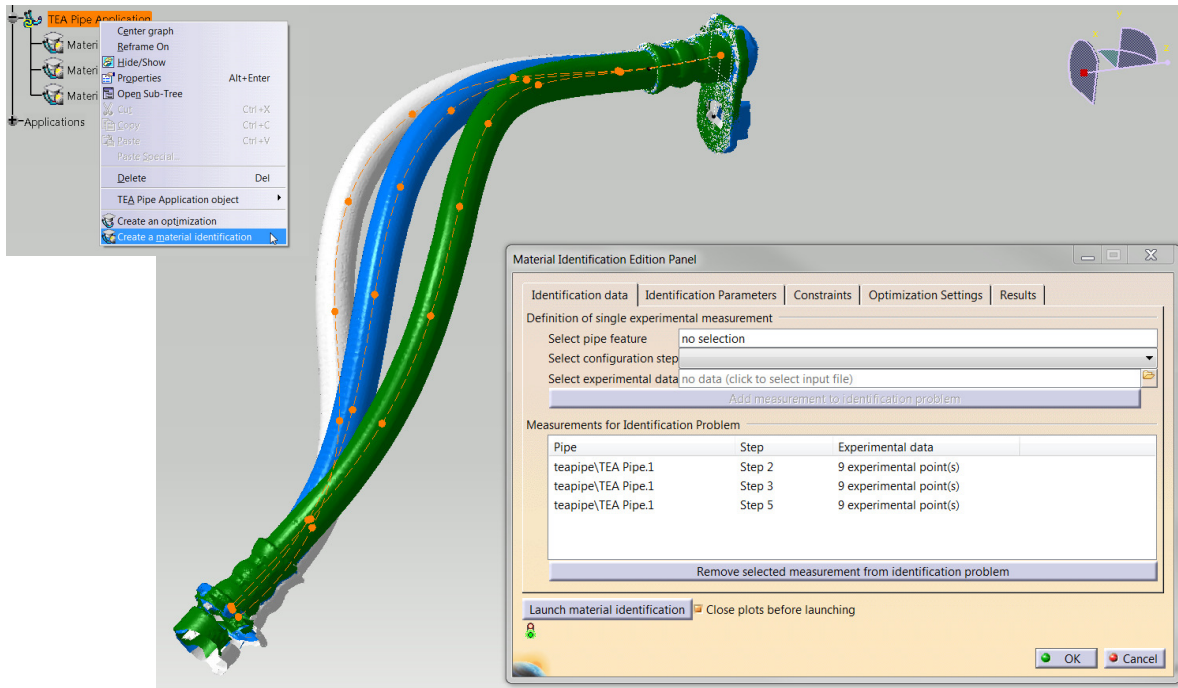 TEA Pipe Application
Materi
Materi
Materi
Applications
Center graph
Reframe On
Hide/Show
Properties Alt+Enter
Open Sub-Tree
Cut Ctrl+X
Copy Ctrl+C
Paste Ctrl+V
Paste Special...
Delete Del
TEA Pipe Application object
Create an optimization
Create a material identification
Material Identification Edition Panel
Identification data Identification Parameters Constraints Optimization Settings Results
Definition of single experimental measurement
Select pipe feature no selection
Select configuration step
Select experimental data no data (click to select input file)
Add measurement to identification problem
Measurements for Identification Problem
Pipe Step Experimental data
teapipe\TEA Pipe.1 Step 2 9 experimental point(s)
teapipe\TEA Pipe.1 Step 3 9 experimental point(s)
teapipe\TEA Pipe.1 Step 5 9 experimental point(s)
Remove selected measurement from identification problem
Launch material identification Close plots before launching
OK Cancel